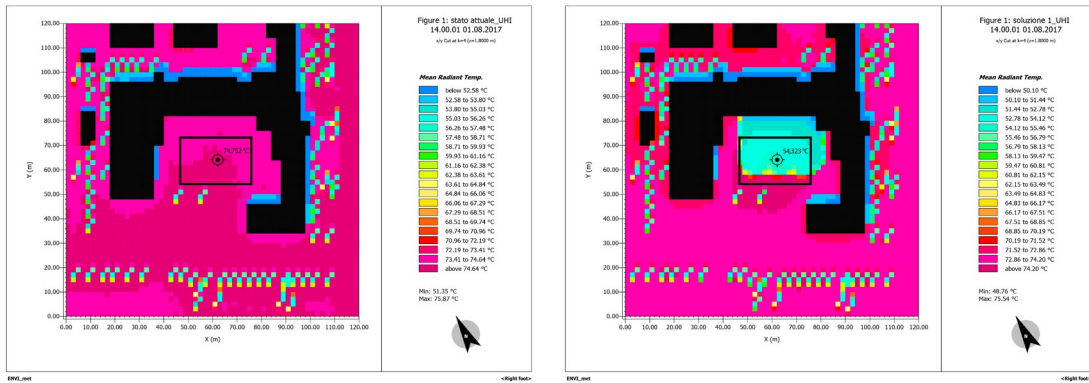 Figure 1: stato attuale_UHI
14.00.01 01.08.2017
x/y Cut at k=4 (z=1.8000 m)
Mean Radiant Temp.
below 52.58 °C
52.58 to 53.80 °C
53.80 to 55.03 °C
55.03 to 56.26 °C
56.26 to 57.48 °C
57.48 to 58.71 °C
58.71 to 59.93 °C
59.93 to 61.16 °C
61.16 to 62.38 °C
62.38 to 63.61 °C
63.61 to 64.84 °C
64.84 to 66.06 °C
66.06 to 67.29 °C
67.29 to 68.51 °C
68.51 to 69.74 °C
69.74 to 70.96 °C
70.96 to 72.19 °C
72.19 to 73.41 °C
73.41 to 74.64 °C
above 74.64 °C
Min: 51.35 °C
Max: 75.87 °C
N
120.00
110.00
100.00
90.00
80.00
70.00
60.00
50.00
40.00
30.00
20.00
10.00
0.00
Y (m)
74,752 °C
0.00 10.00 20.00 30.00 40.00 50.00 60.00 70.00 80.00 90.00 100.00 110.00 120.00
X (m)
ENVI_met
<Right foot>
Figure 1: soluzione 1_UHI
14.00.01 01.08.2017
x/y Cut at k=4 (z=1.8000 m)
Mean Radiant Temp.
below 50.10 °C
50.10 to 51.44 °C
51.44 to 52.78 °C
52.78 to 54.12 °C
54.12 to 55.46 °C
55.46 to 56.79 °C
56.79 to 58.13 °C
58.13 to 59.47 °C
59.47 to 60.81 °C
60.81 to 62.15 °C
62.15 to 63.49 °C
63.49 to 64.83 °C
64.83 to 66.17 °C
66.17 to 67.51 °C
67.51 to 68.85 °C
68.85 to 70.19 °C
70.19 to 71.52 °C
71.52 to 72.86 °C
72.86 to 74.20 °C
above 74.20 °C
Min: 48.76 °C
Max: 75.54 °C
N
120.00
110.00
100.00
90.00
80.00
70.00
60.00
50.00
40.00
30.00
20.00
10.00
0.00
Y (m)
54,323 °C
0.00 10.00 20.00 30.00 40.00 50.00 60.00 70.00 80.00 90.00 100.00 110.00 120.00
X (m)
ENVI_met
<Right foot>